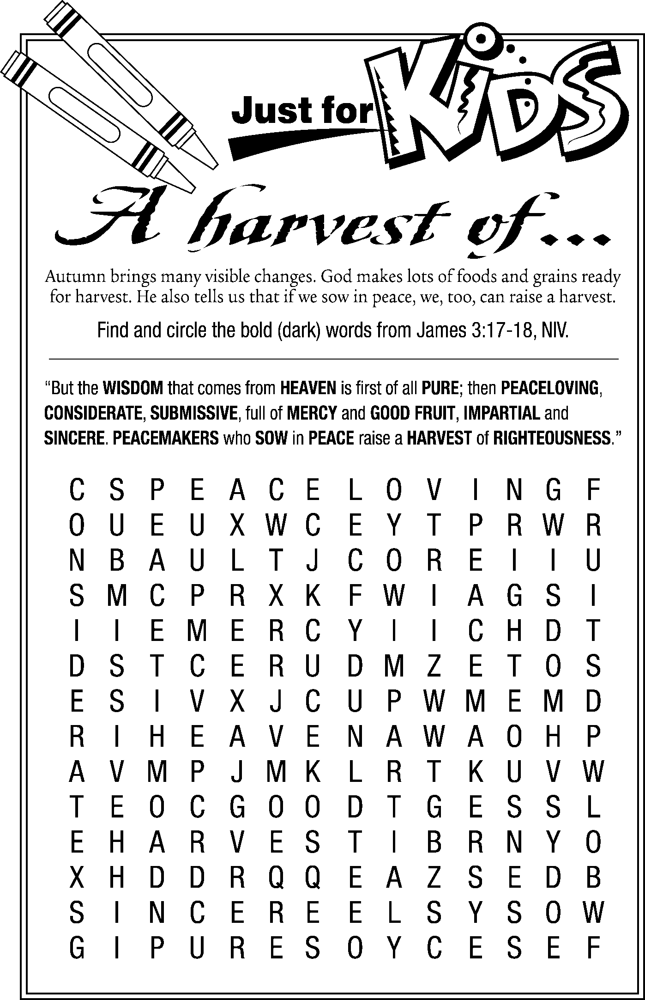 Just for KiDS
A harvest of...
Autumn brings many visible changes. God makes lots of foods and grains ready
for harvest. He also tells us that if we sow in peace, we, too, can raise a harvest.
Find and circle the bold (dark) words from James 3:17-18, NIV.
“But the WISDOM that comes from HEAVEN is first of all PURE; then PEACELOVING,
CONSIDERATE, SUBMISSIVE, full of MERCY and GOOD FRUIT, IMPARTIAL and
SINCERE. PEACEMAKERS who SOW in PEACE raise a HARVEST of RIGHTEOUSNESS.”
C S P E A C E L O V I N G F
O U E U X W C E Y T P R W R
N B A U L T J C O R E I I U
S M C P R X K F W I A G S I
I I E M E R C Y I I C H D T
D S T C E R U D M Z E T O S
E S I V X J C U P W M E M D
R I H E A V E N A W A O H P
A V M P J M K L R T K U V W
T E O C G O O D T G E S S L
E H A R V E S T I B R N Y O
X H D D R Q Q E A Z S E D B
S I N C E R E E L S Y S O W
G I P U R E S O Y C E S E F